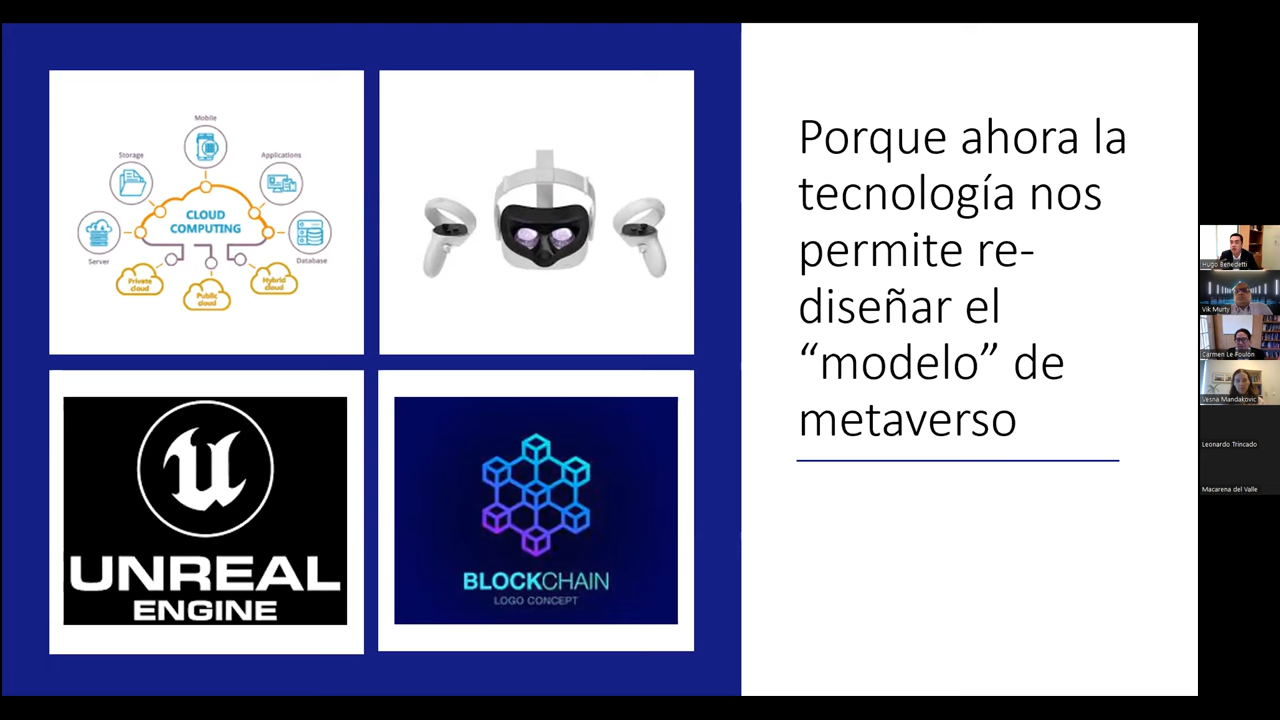 Mobile
Storage
Applications
CLOUD
COMPUTING
Server
Database
Private
cloud
Public
cloud
Hybrid
cloud
UNREAL
ENGINE
BLOCKCHAIN
LOGO CONCEPT
Porque ahora la
tecnología nos
permite re-
diseñar el
“modelo” de
metaverso
Hugo Benedetti
Vik Murty
Carmen Le Foulon
Vesna Mandakovic
Leonardo Trincado
Macarena del Valle